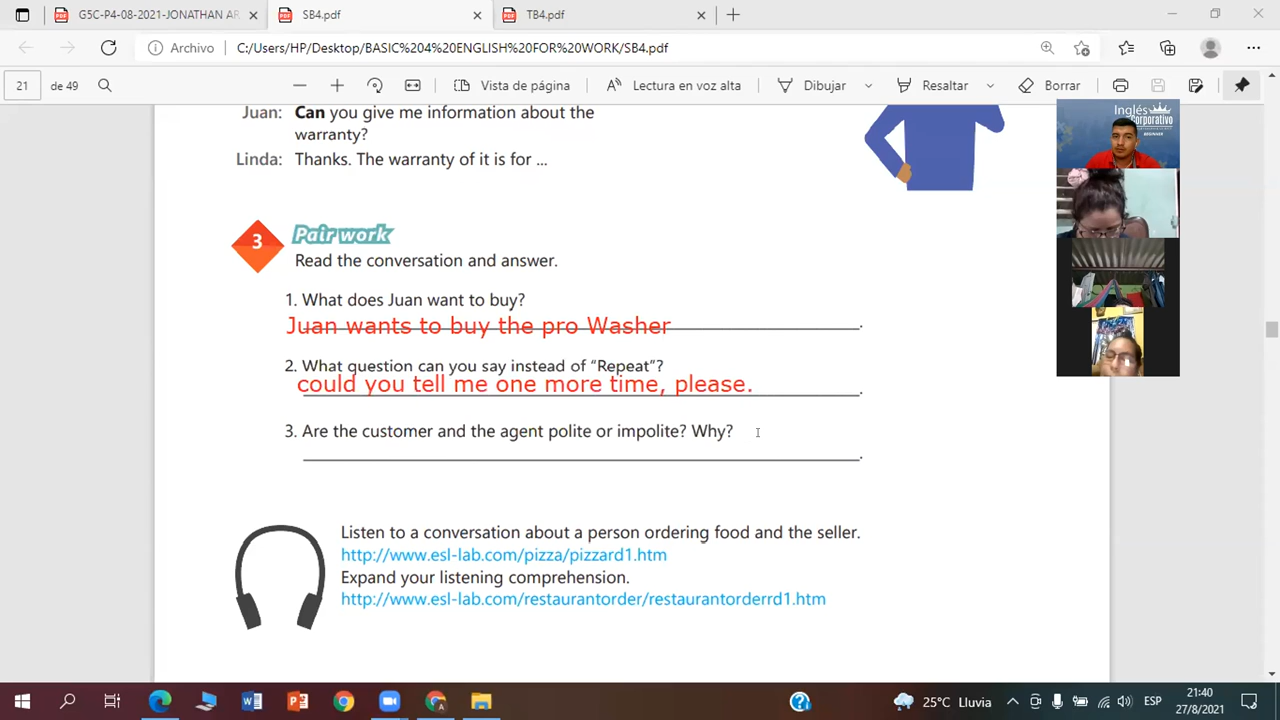 G5C-P4-08-2021-JONATHAN AR
SB4.pdf
TB4.pdf
Archivo
C:/Users/HP/Desktop/BASIC%204%20ENGLISH%20FOR%20WORK/SB4.pdf
21
de 49
Vista de página
Lectura en voz alta
Dibujar
Resaltar
Borrar
Juan: Can you give me information about the
warranty?
Linda: Thanks. The warranty of it is for ...
Inglés
Corporativo
BEGINNER
3
Pair work
Read the conversation and answer.
1. What does Juan want to buy?
Juan wants to buy the pro Washer
2. What question can you say instead of “Repeat”?
could you tell me one more time, please.
3. Are the customer and the agent polite or impolite? Why?
Listen to a conversation about a person ordering food and the seller.
http://www.esl-lab.com/pizza/pizzard1.htm
Expand your listening comprehension.
http://www.esl-lab.com/restaurantorder/restaurantorderrd1.htm
25°C Lluvia
ESP
21:40
27/8/2021